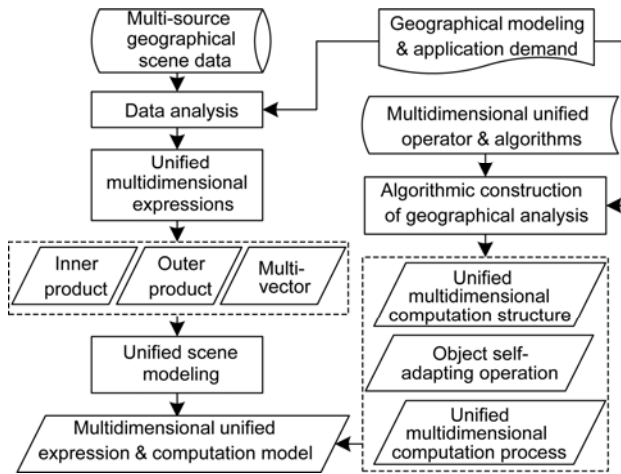 Multi-source
geographical
scene data
Geographical modeling
& application demand
Data analysis
Multidimensional unified
operator & algorithms
Unified
multidimensional
expressions
Algorithmic construction
of geographical analysis
Inner
product
Outer
product
Multi-
vector
Unified
multidimensional
computation structure
Unified scene
modeling
Object self-
adapting operation
Multidimensional unified
expression & computation model
Unified
multidimensional
computation process